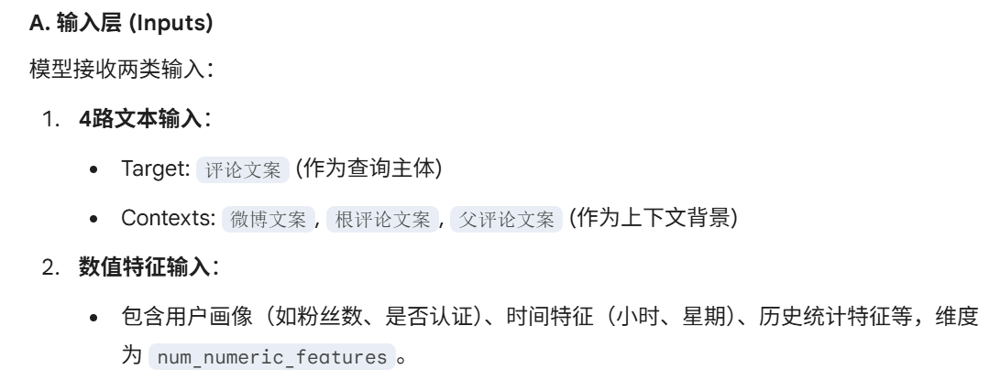 A. 输入层 (Inputs)
模型接收两类输入：
1. 4路文本输入：
• Target: 评论文案 (作为查询主体)
• Contexts: 微博文案, 根评论文案, 父评论文案 (作为上下文背景)
2. 数值特征输入：
• 包含用户画像（如粉丝数、是否认证）、时间特征（小时、星期）、历史统计特征等，维度
为 num_numeric_features。